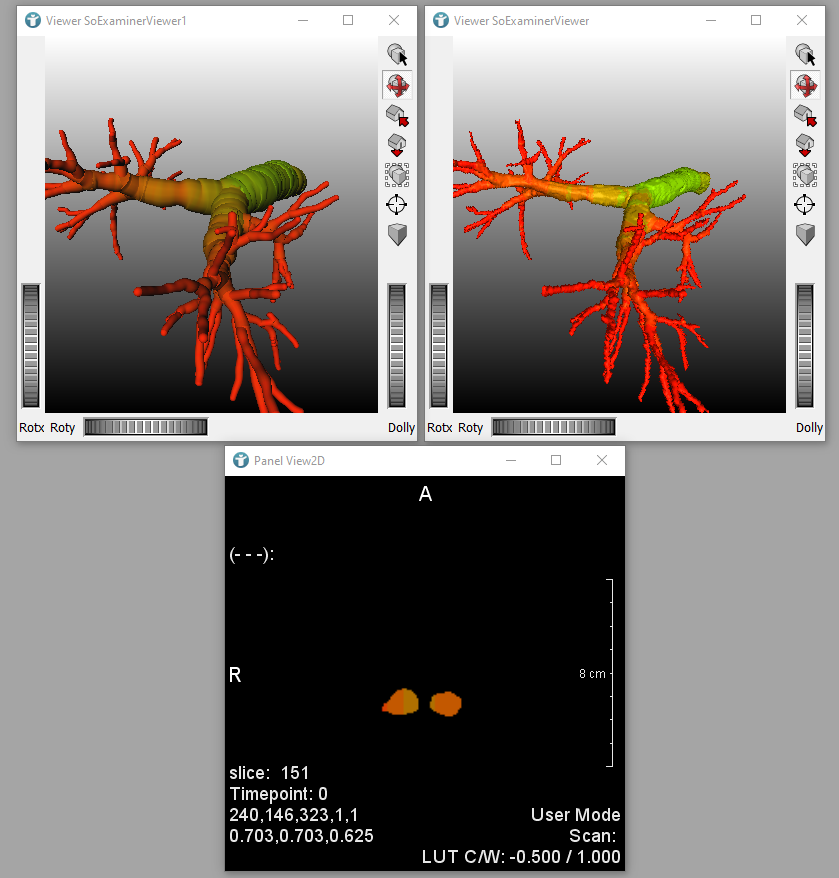 Viewer SoExaminerViewer1
Viewer SoExaminerViewer
Rotx Roty Dolly
Rotx Roty Dolly
Panel View2D
A
(- - -):
8 cm
R
slice: 151
Timepoint: 0
240,146,323,1,1
User Mode
0.703,0.703,0.625
Scan:
LUT C/W: -0.500 / 1.000